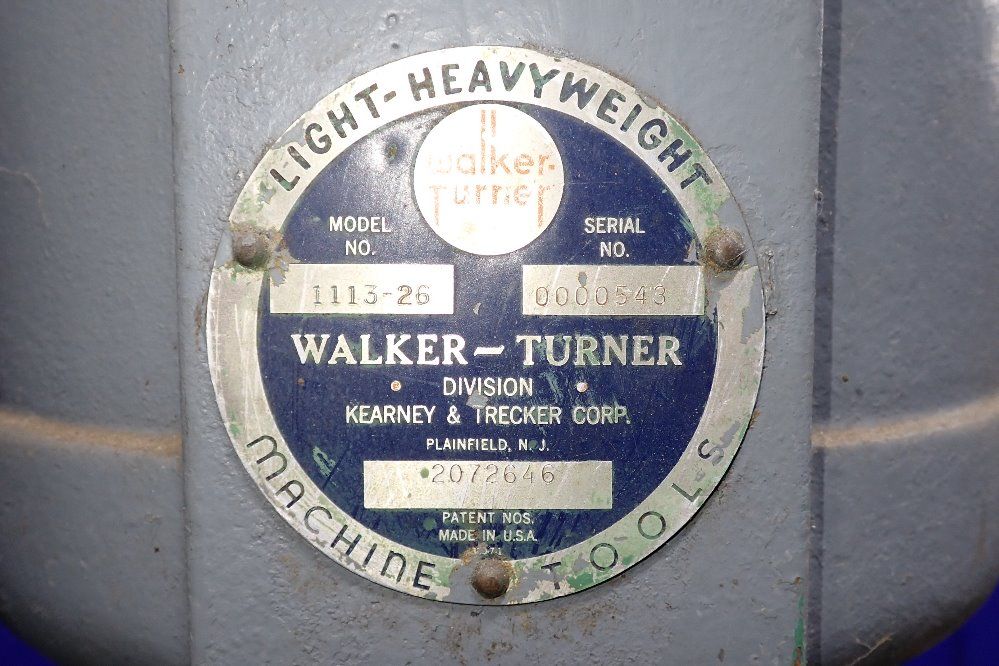 LIGHT-HEAVYWEIGHT
Walker-
Turner
MODEL
NO.
SERIAL
NO.
1113-26
0000543
WALKER-TURNER
DIVISION
KEARNEY & TRECKER CORP.
PLAINFIELD, N. J.
2072646
PATENT NOS.
MADE IN U.S.A.
MACHINE TOOLS